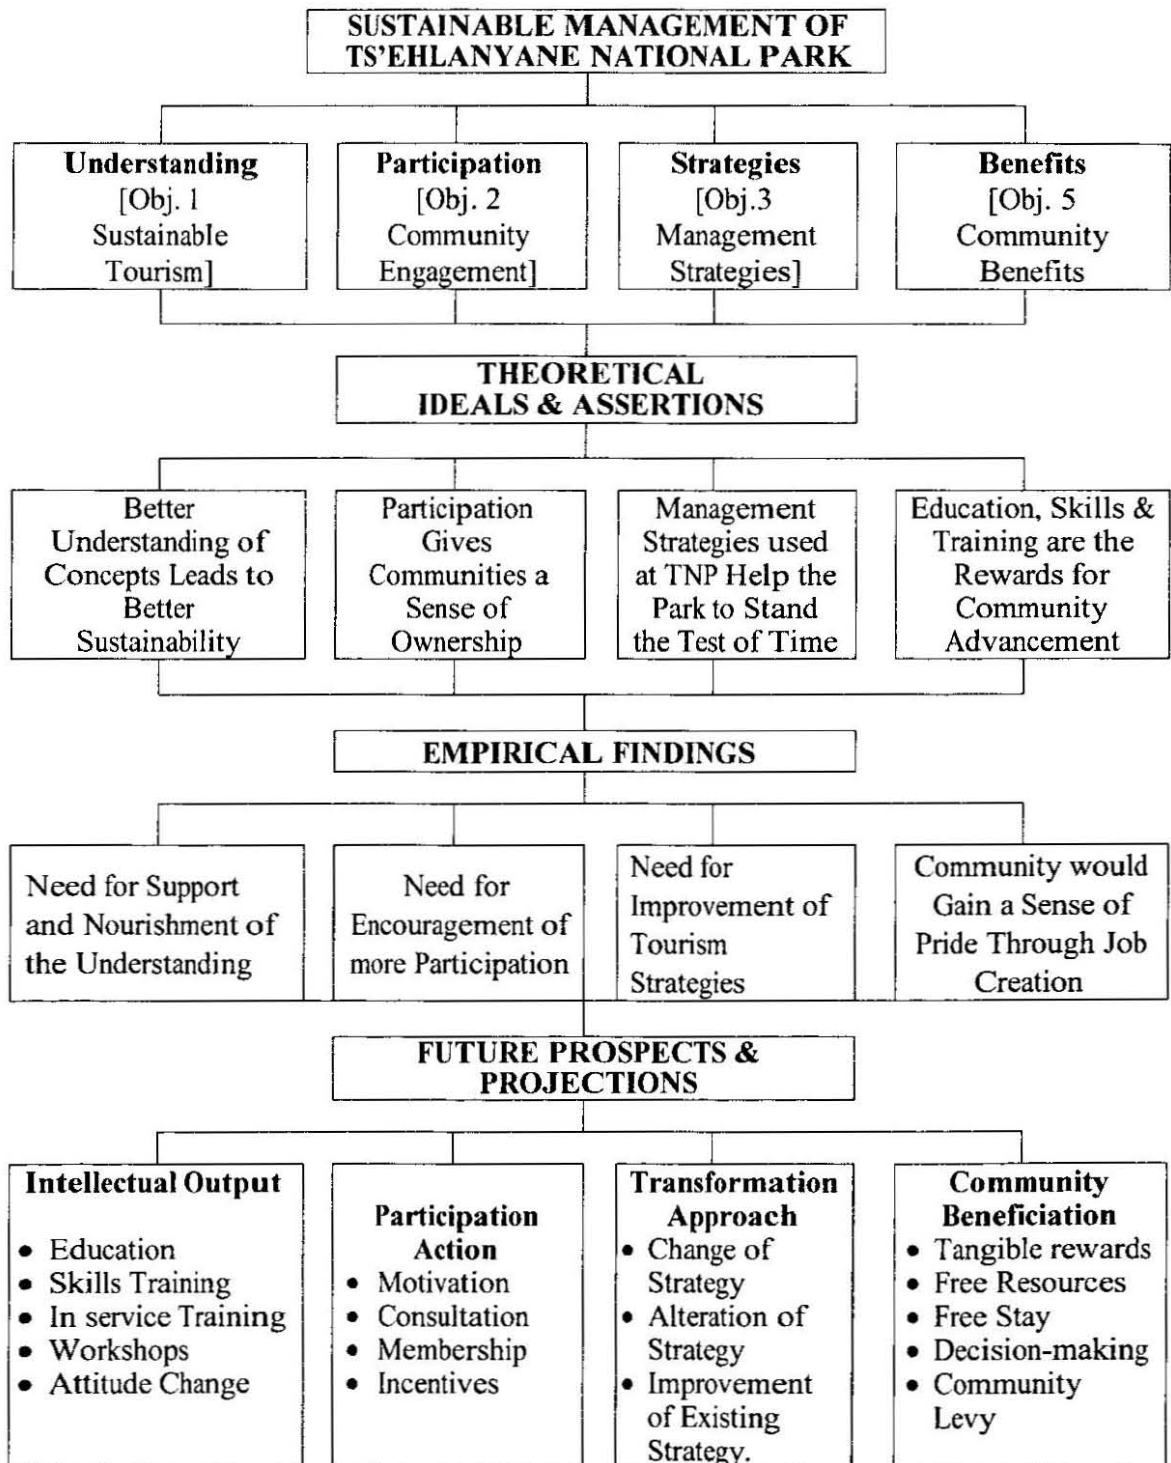 SUSTAINABLE MANAGEMENT OF
TS'EHLANYANE NATIONAL PARK
Understanding
[Obj. 1
Sustainable
Tourism]
Participation
[Obj. 2
Community
Engagement]
Strategies
[Obj.3
Management
Strategies]
Benefits
[Obj. 5
Community
Benefits
THEORETICAL
IDEALS & ASSERTIONS
Better
Understanding of
Concepts Leads to
Better
Sustainability
Participation
Gives
Communities a
Sense of
Ownership
Management
Strategies used
at TNP Help the
Park to Stand
the Test of Time
Education, Skills &
Training are the
Rewards for
Community
Advancement
EMPIRICAL FINDINGS
Need for Support
and Nourishment of
the Understanding
Need for
Encouragement of
more Participation
Need for
Improvement of
Tourism
Strategies
Community would
Gain a Sense of
Pride Through Job
Creation
FUTURE PROSPECTS &
PROJECTIONS
Intellectual Output
• Education
• Skills Training
• In service Training
• Workshops
• Attitude Change
Participation
Action
• Motivation
• Consultation
• Membership
• Incentives
Transformation
Approach
• Change of
Strategy
• Alteration of
Strategy
• Improvement
of Existing
Strategy.
Community
Beneficiation
• Tangible rewards
• Free Resources
• Free Stay
• Decision-making
• Community
Levy